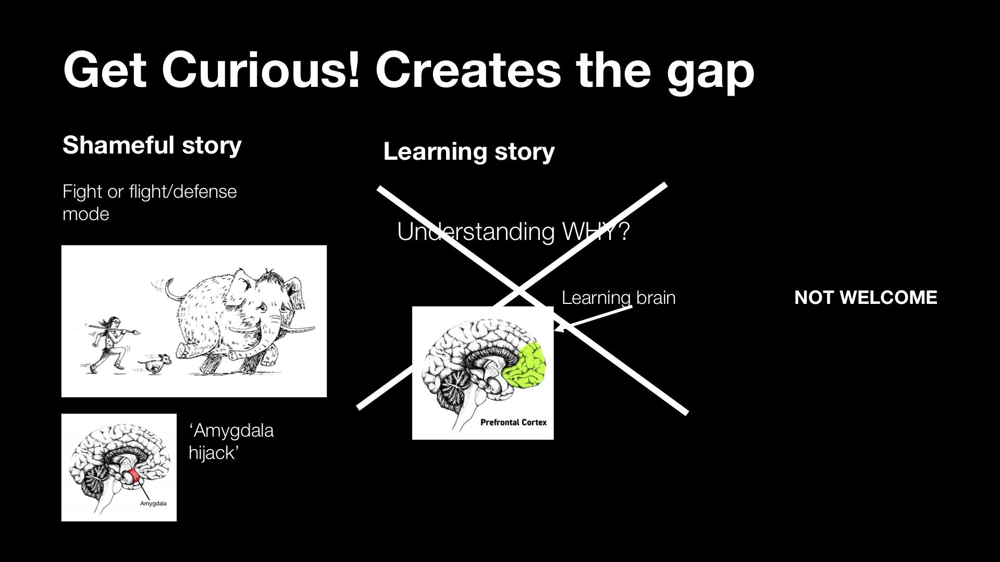 Get Curious! Creates the gap
Shameful story
Fight or flight/defense
mode
Amygdala
‘Amygdala
hijack’
Learning story
Understanding WHY?
Learning brain
Prefrontal Cortex
NOT WELCOME